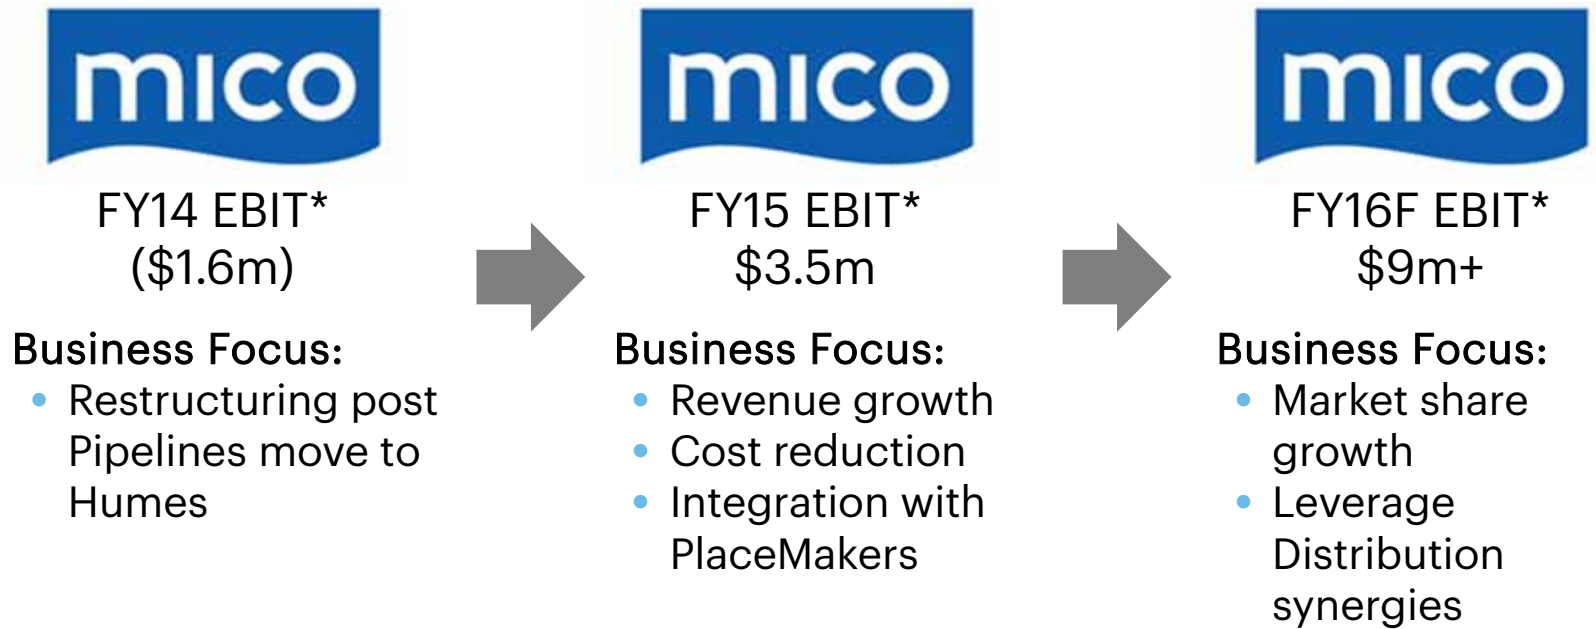 mico
FY14 EBIT*
($1.6m)
Business Focus:
• Restructuring post
Pipelines move to
Humes
mico
FY15 EBIT*
$3.5m
Business Focus:
• Revenue growth
• Cost reduction
• Integration with
PlaceMakers
mico
FY16F EBIT*
$9m+
Business Focus:
• Market share
growth
• Leverage
Distribution
synergies